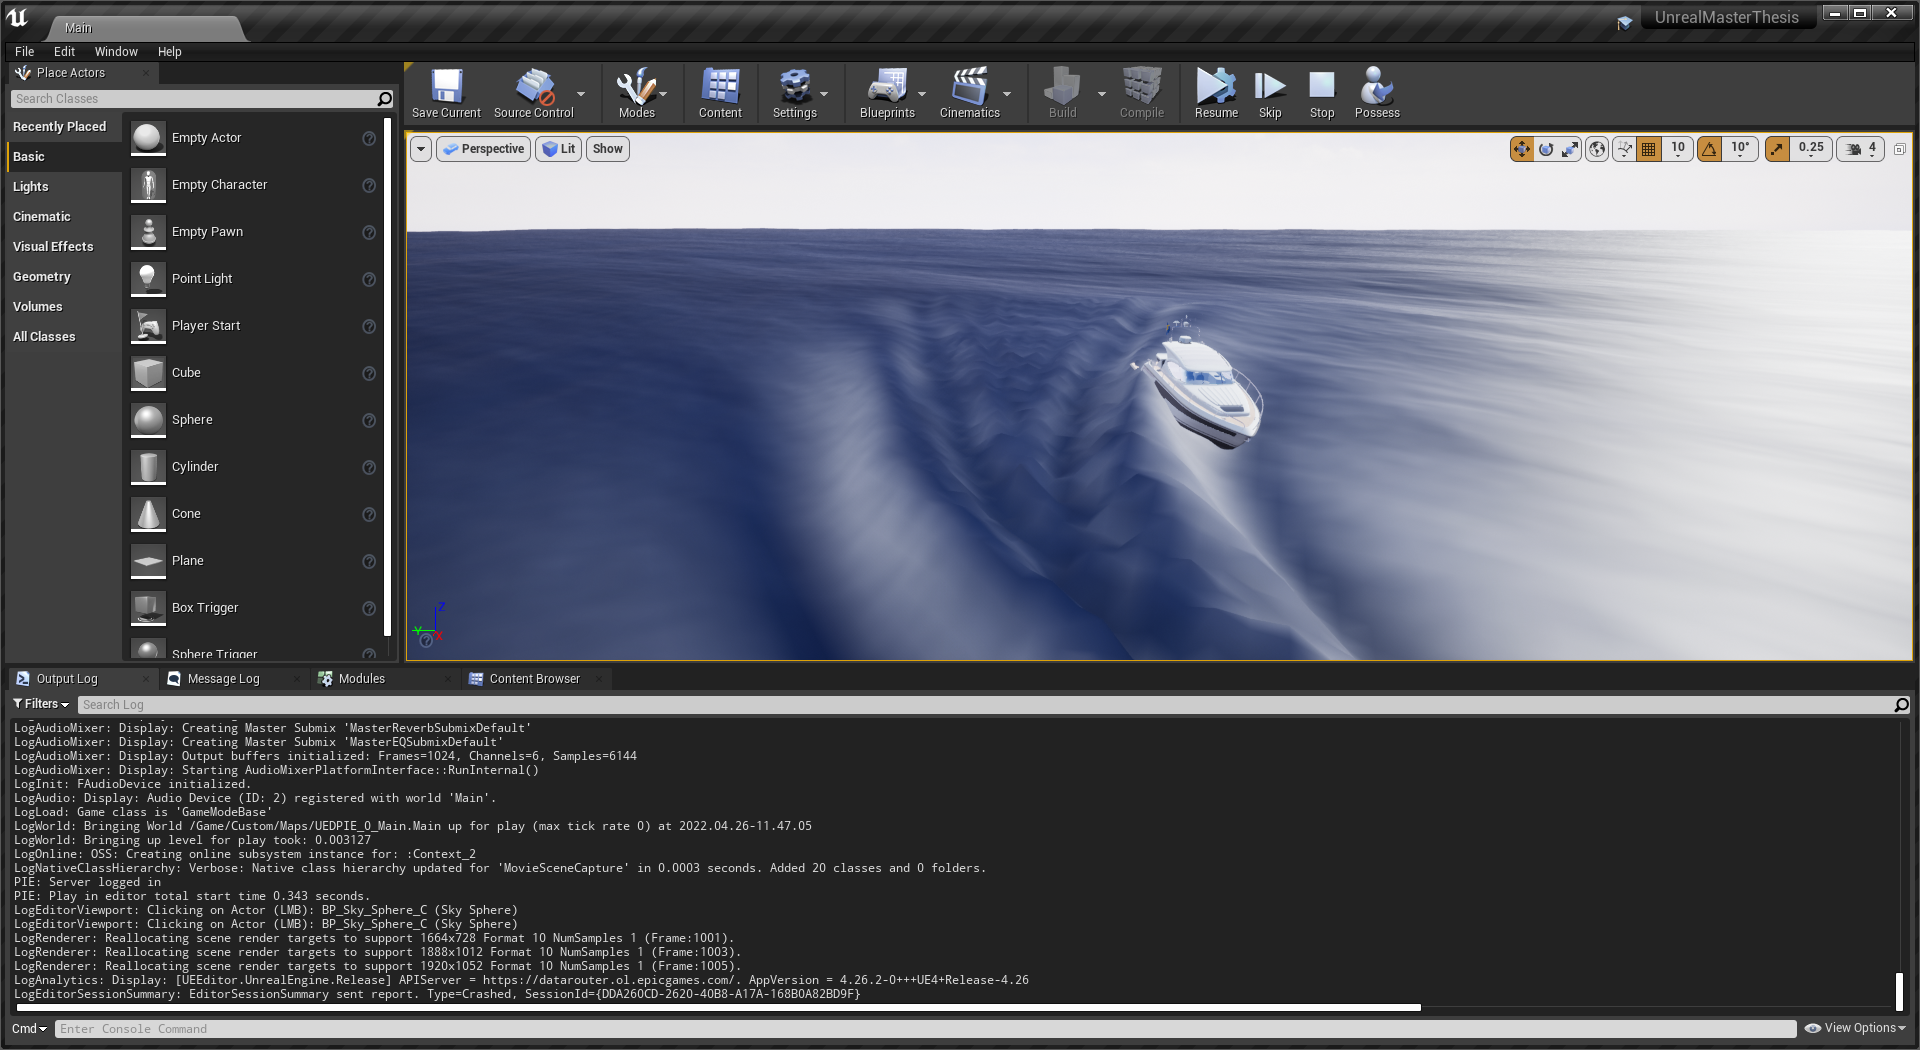 Main
UnrealMasterThesis
File Edit Window Help
Place Actors
Search Classes
Recently Placed
Basic
Lights
Cinematic
Visual Effects
Geometry
Volumes
All Classes
Empty Actor
Empty Character
Empty Pawn
Point Light
Player Start
Cube
Sphere
Cylinder
Cone
Plane
Box Trigger
Sphere Trigger
Save Current Source Control Modes Content Settings Blueprints Cinematics Build Compile Resume Skip Stop Possess
Perspective Lit Show 10 10° 0.25 4
Z
Y
X
Output Log Message Log Modules Content Browser
Filters Search Log
LogAudioMixer: Display: Creating Master Submix 'MasterReverbSubmixDefault'
LogAudioMixer: Display: Creating Master Submix 'MasterEQSubmixDefault'
LogAudioMixer: Display: Output buffers initialized: Frames=1024, Channels=6, Samples=6144
LogAudioMixer: Display: Starting AudioMixerPlatformInterface::RunInternal()
LogInit: FAudioDevice initialized.
LogAudio: Display: Audio Device (ID: 2) registered with world 'Main'.
LogLoad: Game class is 'GameModeBase'
LogWorld: Bringing World /Game/Custom/Maps/UEDPIE_0_Main.Main up for play (max tick rate 0) at 2022.04.26-11.47.05
LogWorld: Bringing up level for play took: 0.003127
LogOnline: OSS: Creating online subsystem instance for: :Context_2
LogNativeClassHierarchy: Verbose: Native class hierarchy updated for 'MovieSceneCapture' in 0.0003 seconds. Added 20 classes and 0 folders.
PIE: Server logged in
PIE: Play in editor total start time 0.343 seconds.
LogEditorViewport: Clicking on Actor (LMB): BP_Sky_Sphere_C (Sky Sphere)
LogEditorViewport: Clicking on Actor (LMB): BP_Sky_Sphere_C (Sky Sphere)
LogRenderer: Reallocating scene render targets to support 1664x728 Format 10 NumSamples 1 (Frame:1001).
LogRenderer: Reallocating scene render targets to support 1888x1012 Format 10 NumSamples 1 (Frame:1003).
LogRenderer: Reallocating scene render targets to support 1920x1052 Format 10 NumSamples 1 (Frame:1005).
LogAnalytics: Display: [UEEditor.UnrealEngine.Release] APIServer = https://datarouter.ol.epicgames.com/. AppVersion = 4.26.2-0+++UE4+Release-4.26
LogEditorSessionSummary: EditorSessionSummary sent report. Type=Crashed, SessionId={DDA260CD-2620-40B8-A17A-168B0A82BD9F}
Cmd Enter Console Command View Options